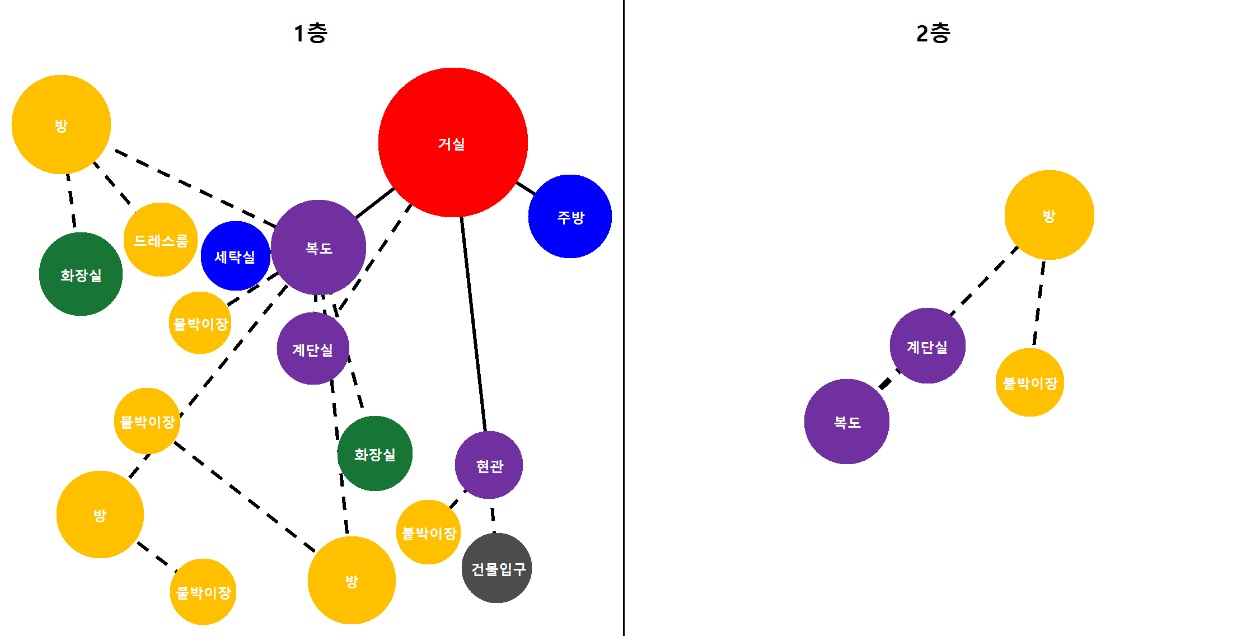 1층
방
거실
드레스룸
주방
복도
세탁실
화장실
붙박이장
계단실
붙박이장
화장실
현관
방
붙박이장
건물입구
방
붙박이장
2층
방
계단실
붙박이장
복도